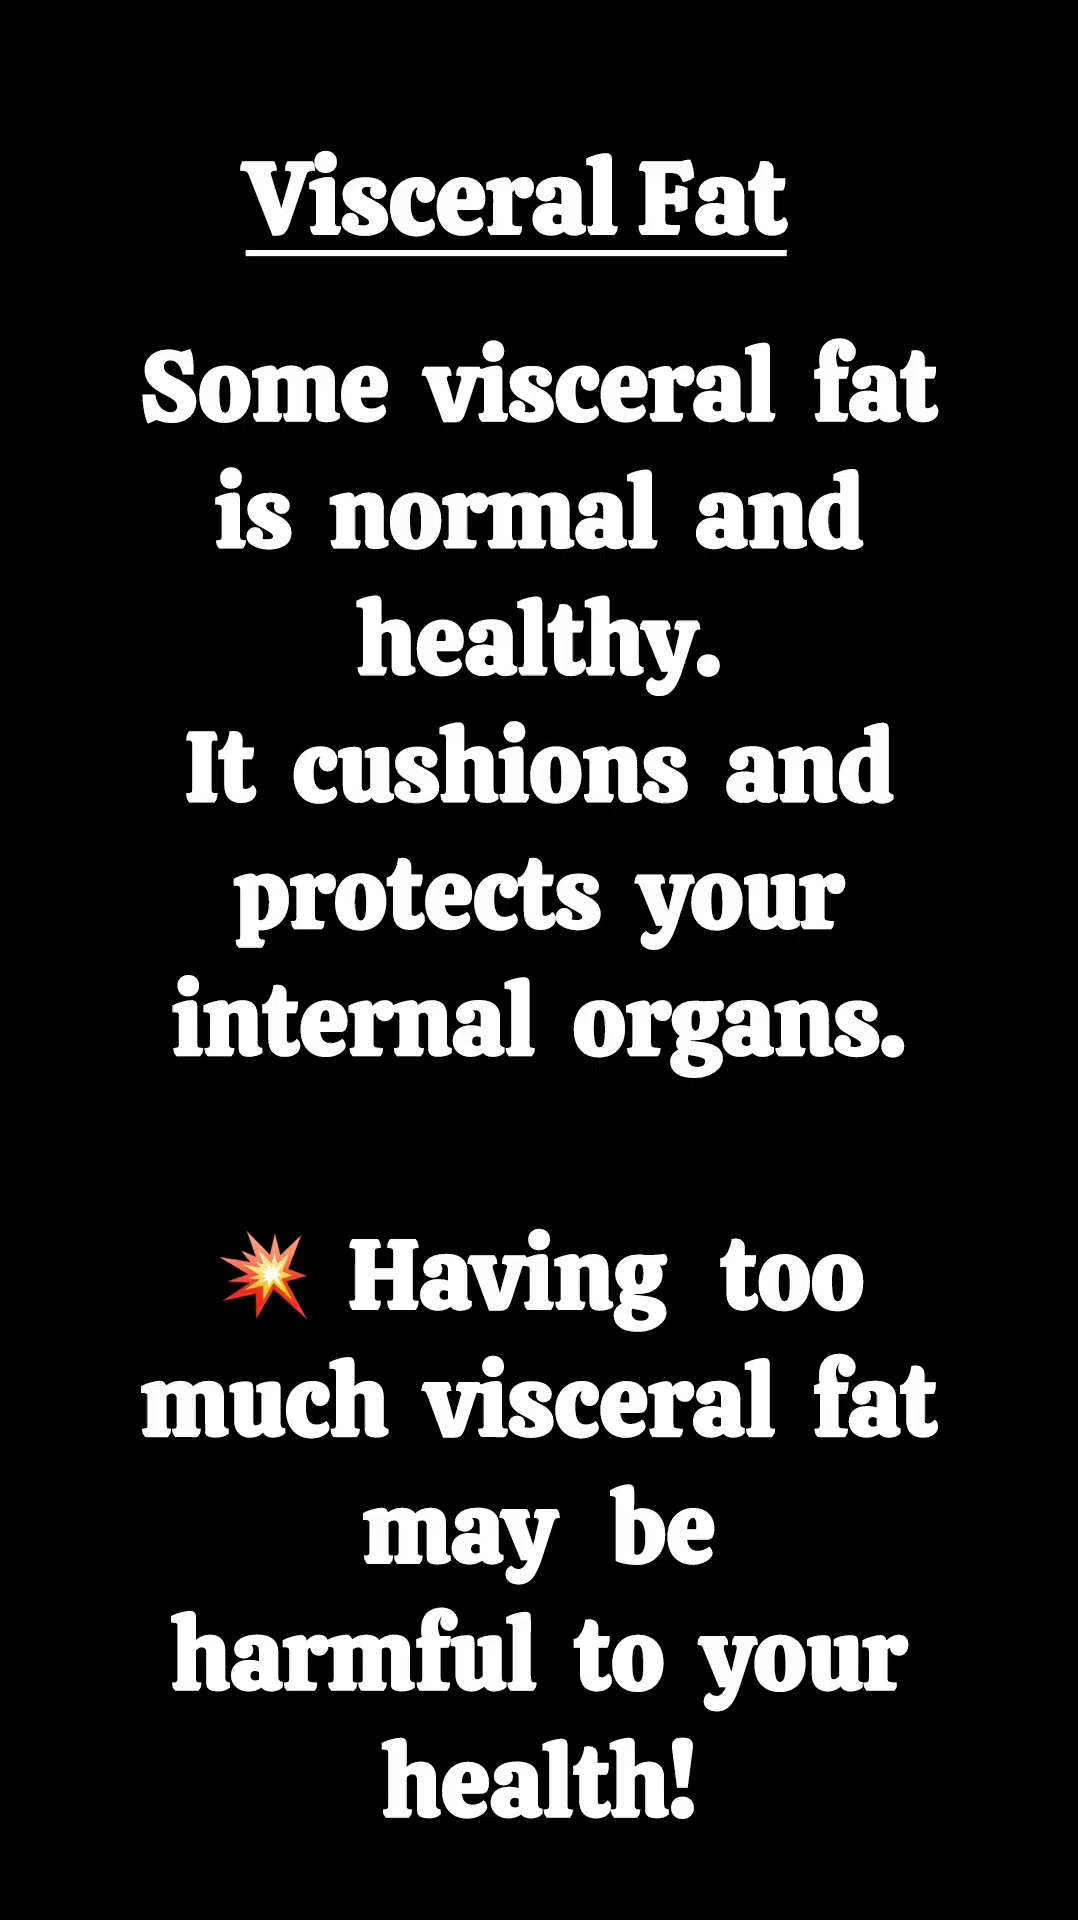 Visceral Fat
Some visceral fat
is normal and
healthy.
It cushions and
protects your
internal organs.
💥 Having too
much visceral fat
may be
harmful to your
health!